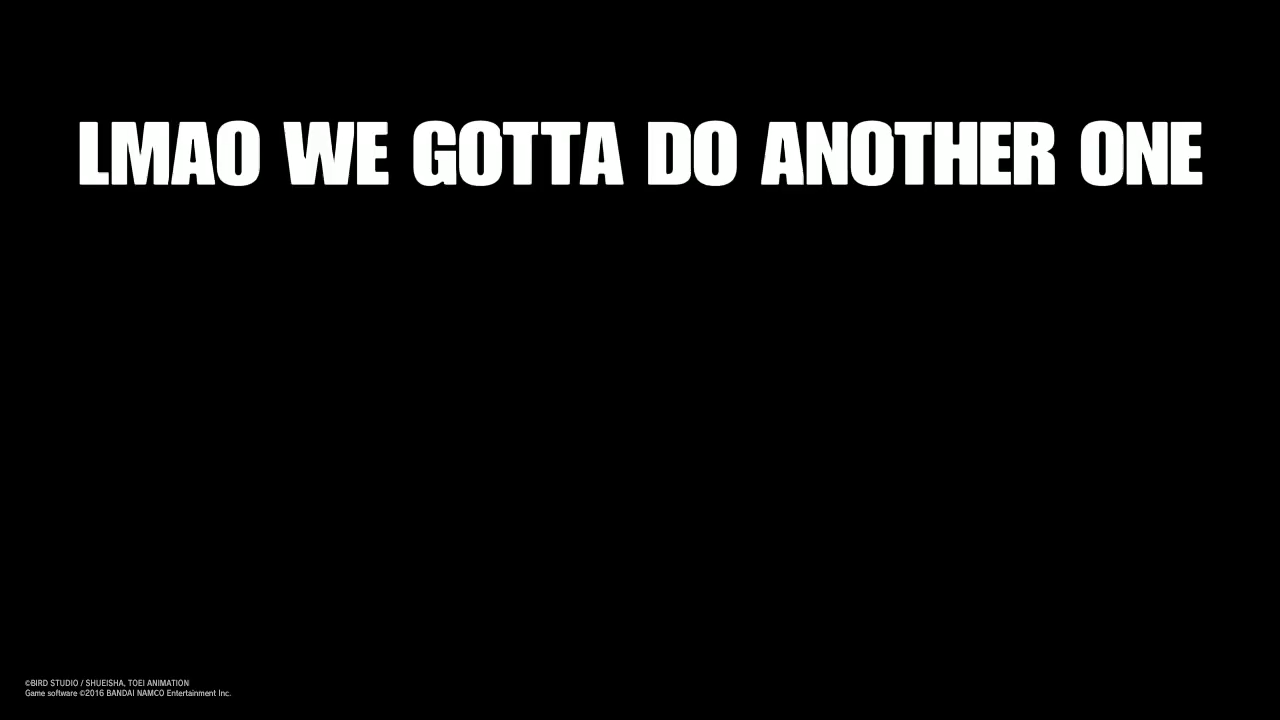 LMAO WE GOTTA DO ANOTHER ONE
©BIRD STUDIO / SHUEISHA, TOEI ANIMATION
Game software ©2016 BANDAI NAMCO Entertainment Inc.